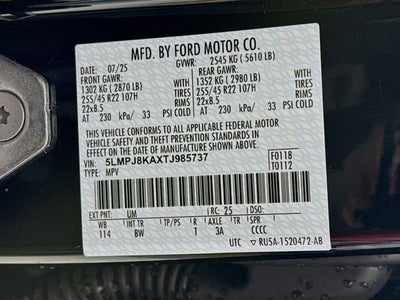 MFD. BY FORD MOTOR CO.
DATE: 07/25 GVWR: 2545 KG ( 5610 LB)
FRONT GAWR: REAR GAWR:
1302 KG ( 2870 LB) WITH 1352 KG ( 2980 LB) WITH
255/45 R22 107H TIRES 255/45 R22 107H TIRES
22x8.5 RIMS 22x8.5 RIMS
AT 230 kPa/ 33 PSI COLD AT 230 kPa/ 33 PSI COLD
THIS VEHICLE CONFORMS TO ALL APPLICABLE FEDERAL MOTOR
VEHICLE SAFETY AND THEFT PREVENTION STANDARDS IN EFFECT ON
THE DATE OF MANUFACTURE SHOWN ABOVE.
VIN: 5LMPJ8KAXTJ985737
TYPE: MPV
F0118
T0112
EXT PNT: UM RC: 25 DSO:
WB INT TR TP/PS R AXLE TR SPR
114 BW T 3A CCCC
UTC RU5A-1520472-AB